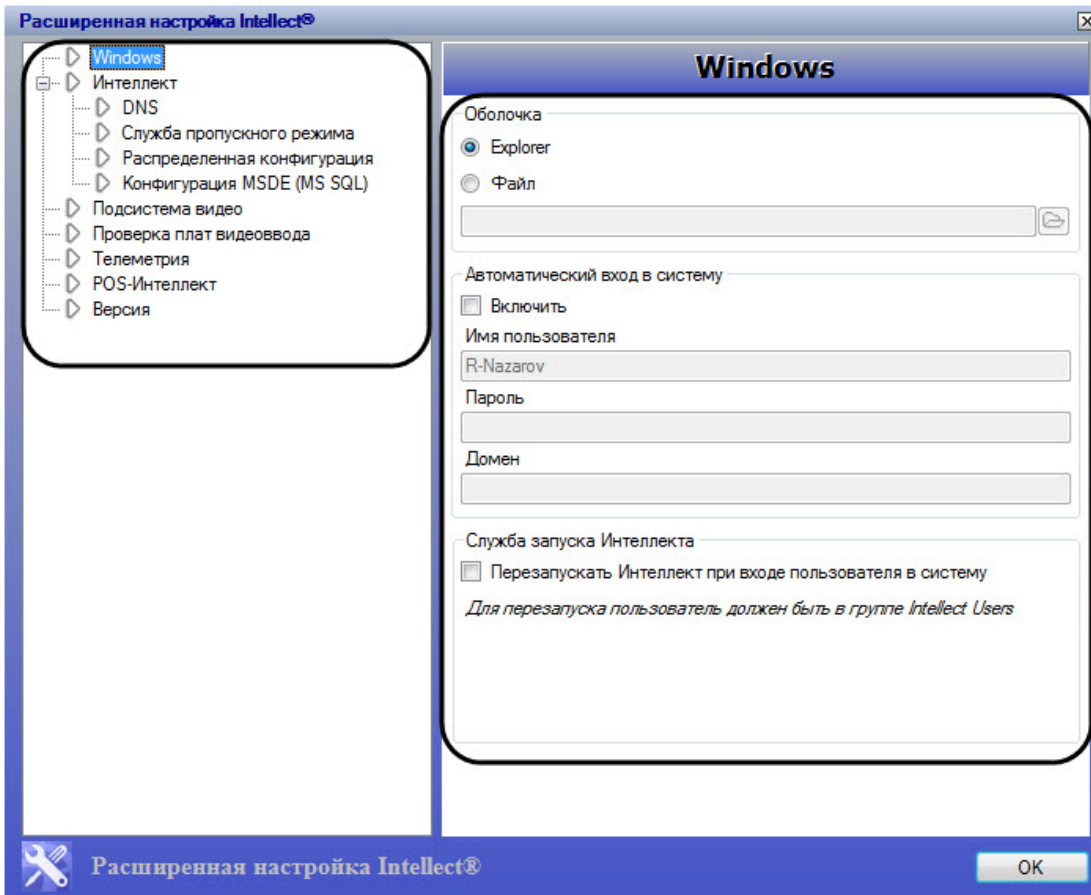 Расширенная настройка Intellect®
Windows
Интеллект
DNS
Служба пропускного режима
Распределенная конфигурация
Конфигурация MSDE (MS SQL)
Подсистема видео
Проверка плат видеоввода
Телеметрия
POS-Интеллект
Версия
Windows
Оболочка
Explorer
Файл
Автоматический вход в систему
Включить
Имя пользователя
R-Nazarov
Пароль
Домен
Служба запуска Интеллекта
Перезапускать Интеллект при входе пользователя в систему
Для перезапуска пользователь должен быть в группе Intellect Users
Расширенная настройка Intellect®
OK